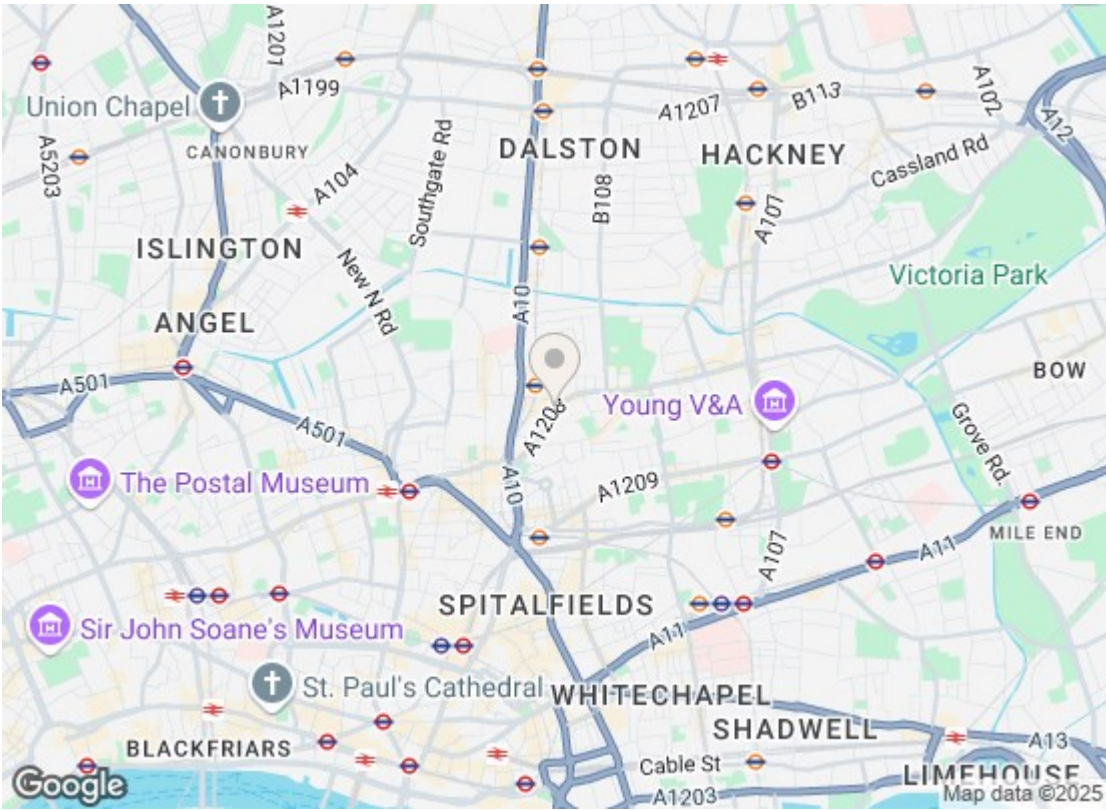 A1201
A1199
Union Chapel
CANONBURY
A5203
A104
Southgate Rd
DALSTON
A1207
B113
A102
A12
HACKNEY
Cassland Rd
B108
A107
ISLINGTON
New N Rd
A10
Victoria Park
ANGEL
A501
BOW
A1208
Young V&A
Grove Rd.
A501
The Postal Museum
A10
A1209
MILE END
A107
A11
SPITALFIELDS
Sir John Soane's Museum
A11
St. Paul's Cathedral
WHITECHAPEL
SHADWELL
BLACKFRIARS
A13
Cable St
LIMEHOUSE
Google
A1203
Map data ©2025